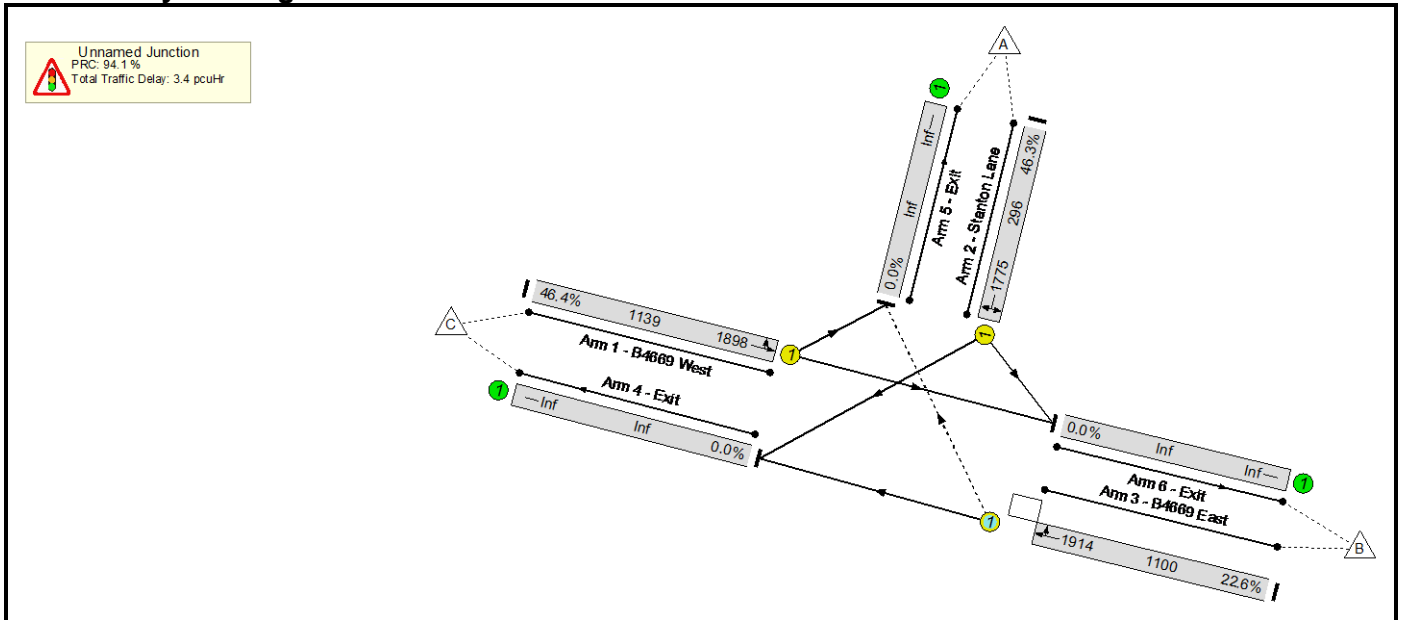 Unnamed Junction
PRC: 94.1 %
Total Traffic Delay: 3.4 pcuHr
A
1
Inf
Inf
0.0%
Arm 5 - Exit
Arm 2 - Stanton Lane
46.3%
296
1775
1
C
46.4%
1139
1898
1
Arm 1 - B4669 West
Arm 4 - Exit
1
Inf
Inf
0.0%
0.0%
Inf
Inf
1
Arm 6 - Exit
Arm 3 - B4669 East
1
1914
1100
22.6%
B